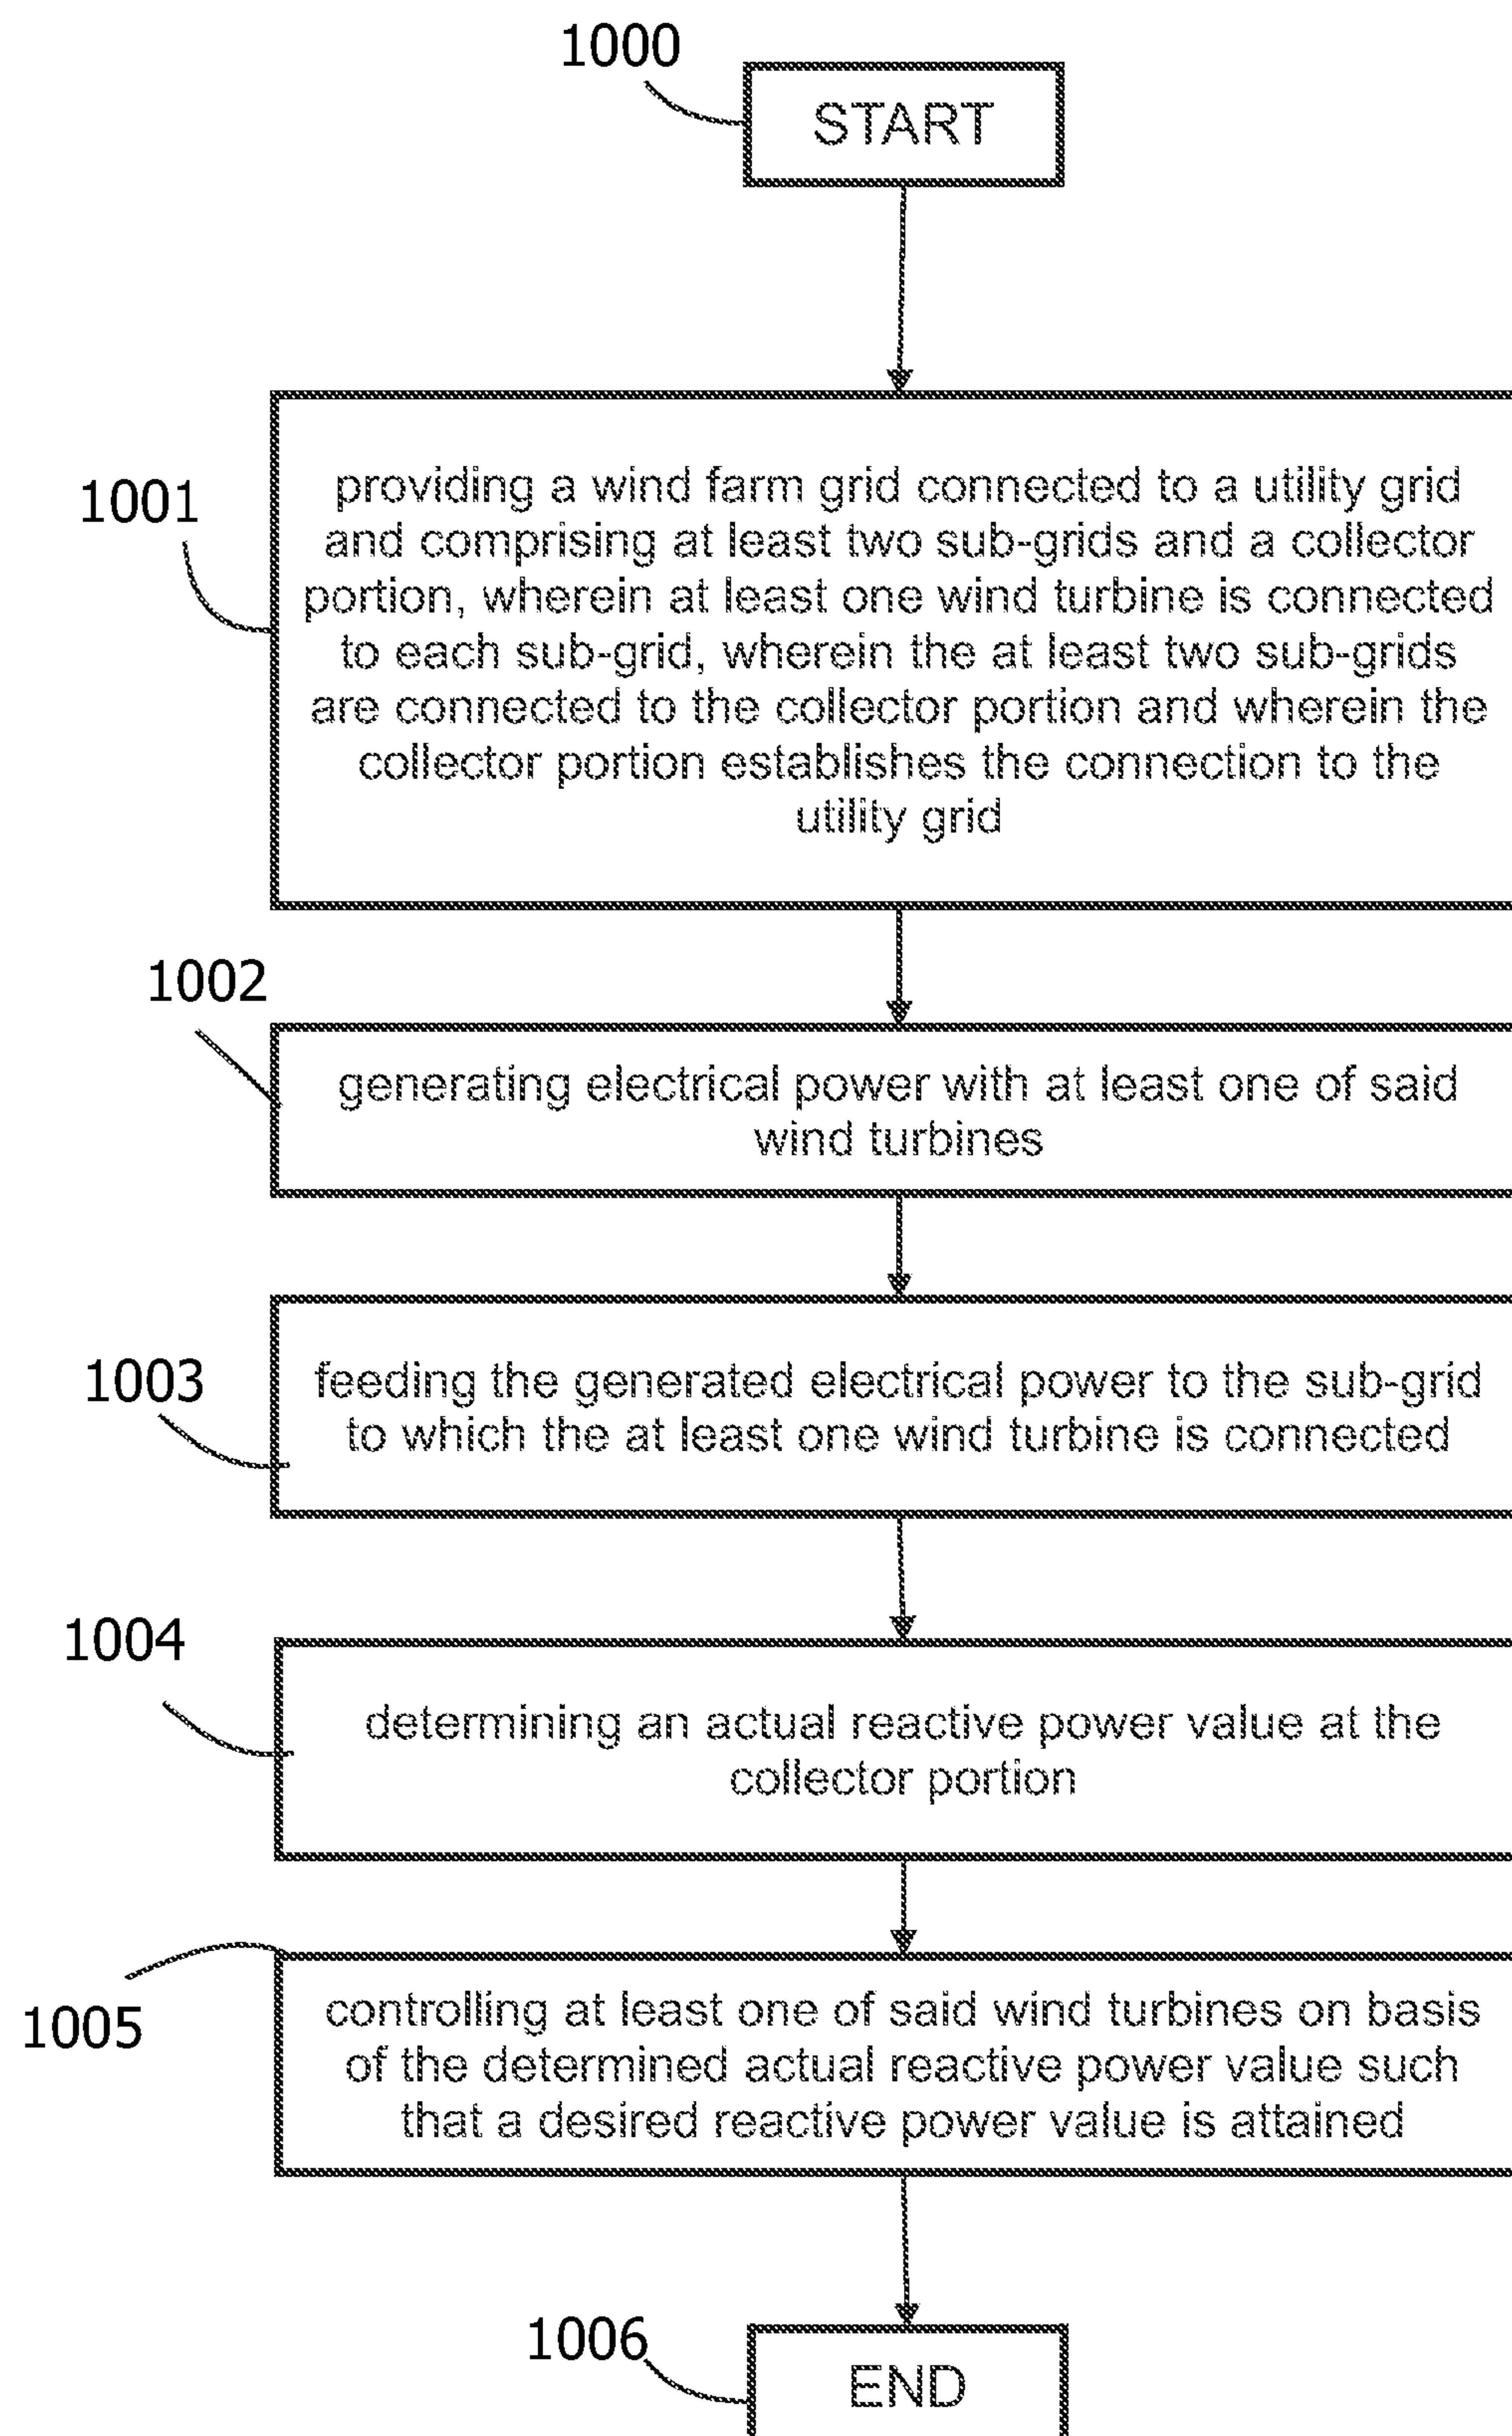 1000
START
1001
providing a wind farm grid connected to a utility grid
and comprising at least two sub-grids and a collector
portion, wherein at least one wind turbine is connected
to each sub-grid, wherein the at least two sub-grids
are connected to the collector portion and wherein the
collector portion establishes the connection to the
utility grid
1002
generating electrical power with at least one of said
wind turbines
1003
feeding the generated electrical power to the sub-grid
to which the at least one wind turbine is connected
1004
determining an actual reactive power value at the
collector portion
1005
controlling at least one of said wind turbines on basis
of the determined actual reactive power value such
that a desired reactive power value is attained
1006
END